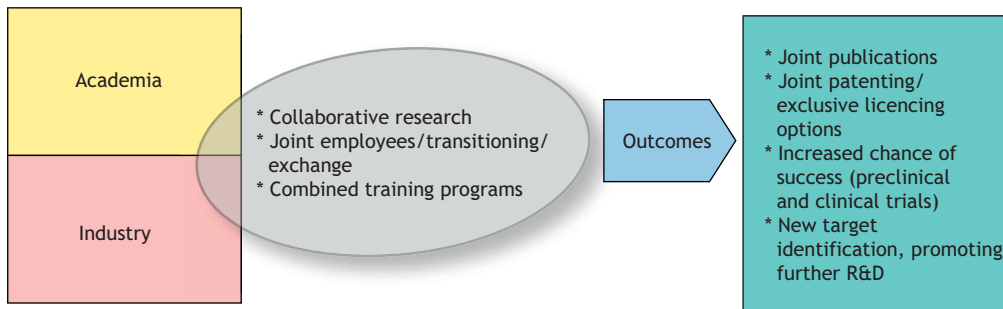 Academia
Industry
* Collaborative research
* Joint employees/transitioning/
exchange
* Combined training programs
Outcomes
* Joint publications
* Joint patenting/
exclusive licencing
options
* Increased chance of
success (preclinical
and clinical trials)
* New target
identification, promoting
further R&D